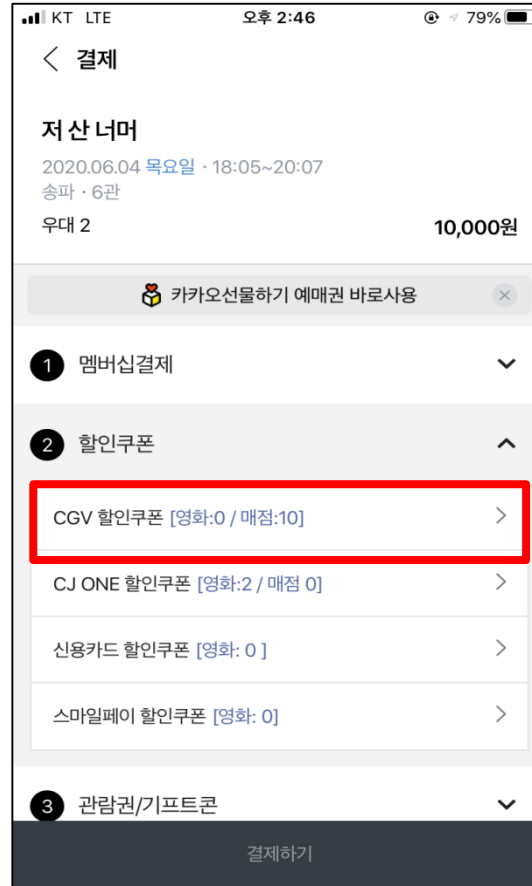 KT LTE 오후 2:46 79%
결제
저 산 너머
2020.06.04 목요일 · 18:05~20:07
송파 · 6관
우대 2 10,000원
카카오선물하기 예매권 바로사용
1 멤버십결제
2 할인쿠폰
CGV 할인쿠폰 [영화:0 / 매점:10]
CJ ONE 할인쿠폰 [영화:2 / 매점 0]
신용카드 할인쿠폰 [영화: 0 ]
스마일페이 할인쿠폰 [영화: 0]
3 관람권/기프트콘
결제하기